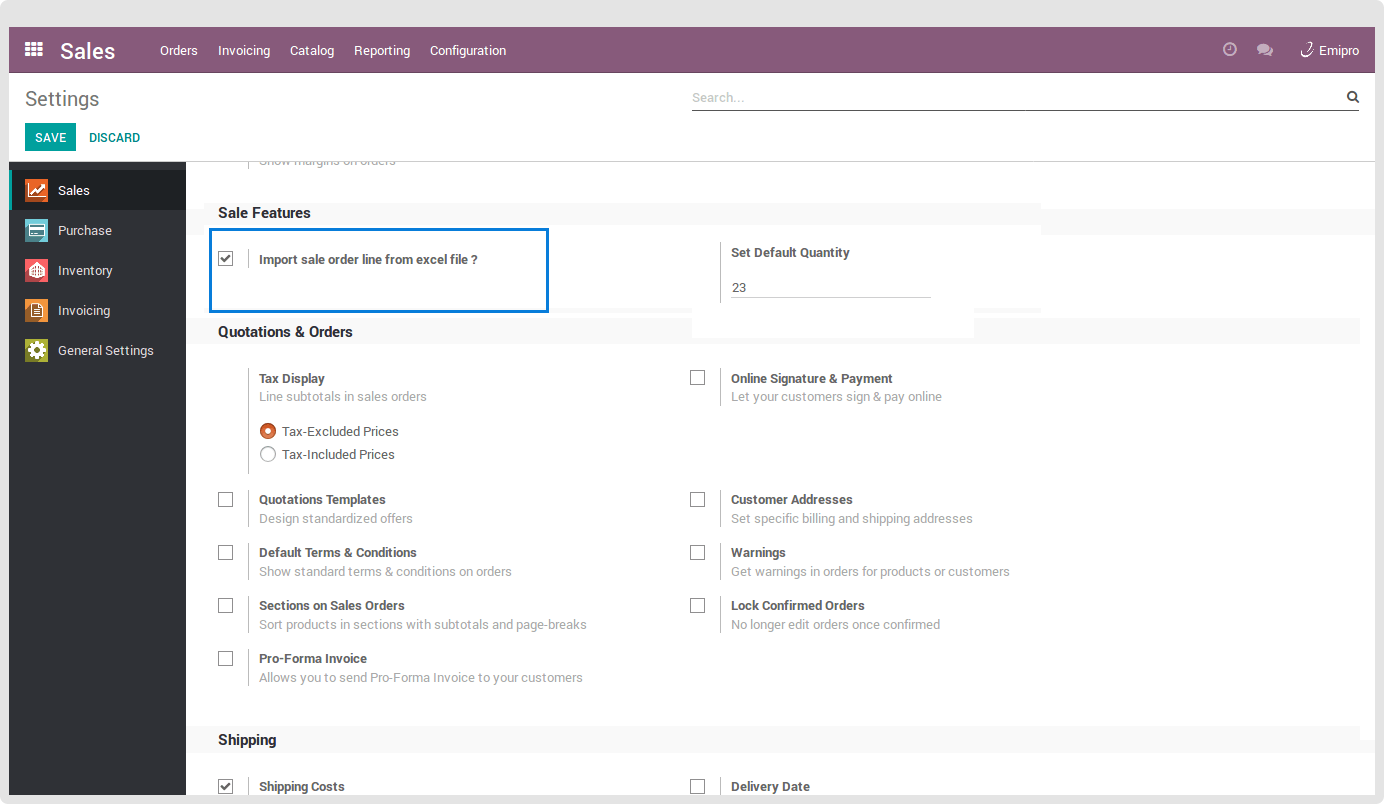 Sales
Orders
Invoicing
Catalog
Reporting
Configuration
Emipro
Settings
Search...
SAVE
DISCARD
Sales
Purchase
Inventory
Invoicing
General Settings
Show margins on orders
Sale Features
Import sale order line from excel file ?
Set Default Quantity
23
Quotations & Orders
Tax Display
Line subtotals in sales orders
Tax-Excluded Prices
Tax-Included Prices
Online Signature & Payment
Let your customers sign & pay online
Quotations Templates
Design standardized offers
Customer Addresses
Set specific billing and shipping addresses
Default Terms & Conditions
Show standard terms & conditions on orders
Warnings
Get warnings in orders for products or customers
Sections on Sales Orders
Sort products in sections with subtotals and page-breaks
Lock Confirmed Orders
No longer edit orders once confirmed
Pro-Forma Invoice
Allows you to send Pro-Forma Invoice to your customers
Shipping
Shipping Costs
Delivery Date